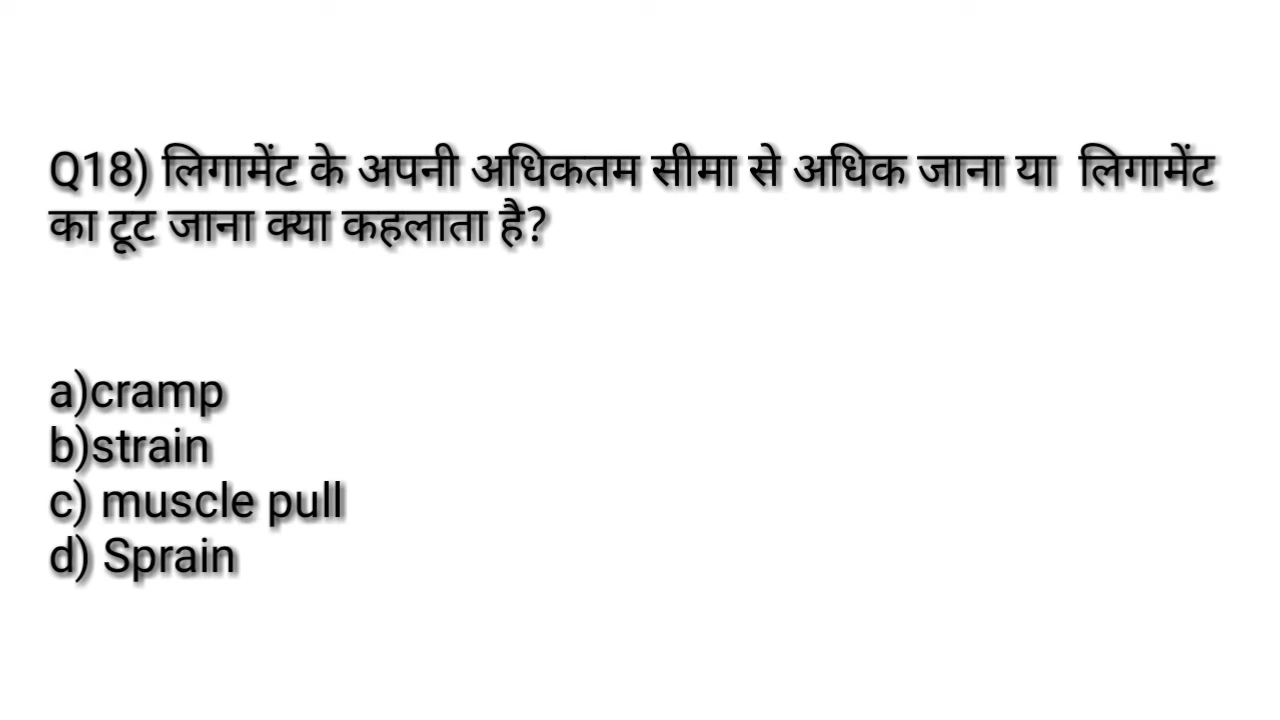 Q18) लिगामेंट के अपनी अधिकतम सीमा से अधिक जाना या  लिगामेंट
का टूट जाना क्या कहलाता है?
a)cramp
b)strain
c) muscle pull
d) Sprain